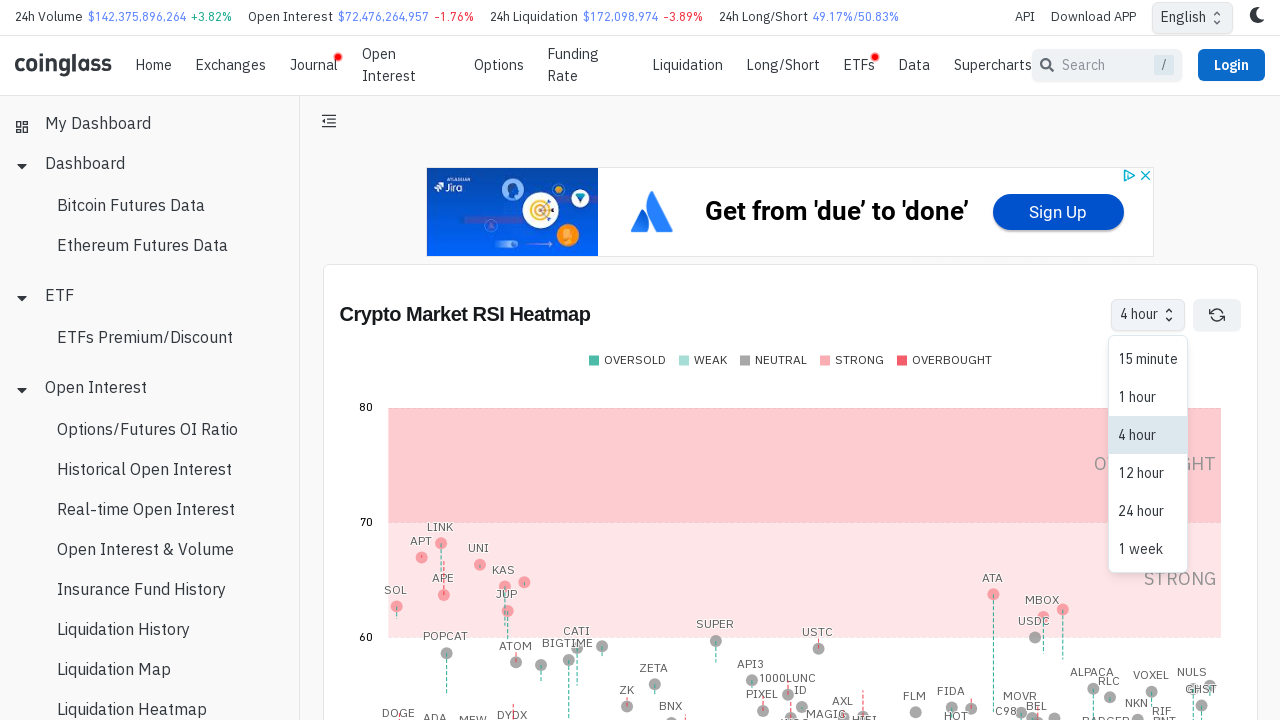 24h Volume $142,375,896,264 +3.82% Open Interest $72,476,264,957 -1.76% 24h Liquidation $172,098,974 -3.89% 24h Long/Short 49.17%/50.83% API Download APP English
coinglass Home Exchanges Journal Open Interest Options Funding Rate Liquidation Long/Short ETFs Data Supercharts Search / Login
My Dashboard
Dashboard
Bitcoin Futures Data
Ethereum Futures Data
ETF
ETFs Premium/Discount
Open Interest
Options/Futures OI Ratio
Historical Open Interest
Real-time Open Interest
Open Interest & Volume
Insurance Fund History
Liquidation History
Liquidation Map
Liquidation Heatmap
ATLASSIAN
Jira
Get from 'due’ to 'done’
Sign Up
Crypto Market RSI Heatmap
4 hour
15 minute
1 hour
4 hour
12 hour
24 hour
1 week
OVERSOLD WEAK NEUTRAL STRONG OVERBOUGHT
80
70
60
STRONG
LINK
APT
UNI
KAS
APE
SOL
JUP
ATA
MBOX
USDC
SUPER
USTC
CATI
POPCAT
BIGTIME
ATOM
API3
ZETA
1000LUNC
ALPACA
VOXEL
NULS
RLC
GHST
ZK
PIXEL
ID
FLM
FIDA
MOVR
AXL
BNX
NKN
C98
BEL
DOGE
ADA
MEW
DYDX
MAGIC
HIFI
HOT
RIF